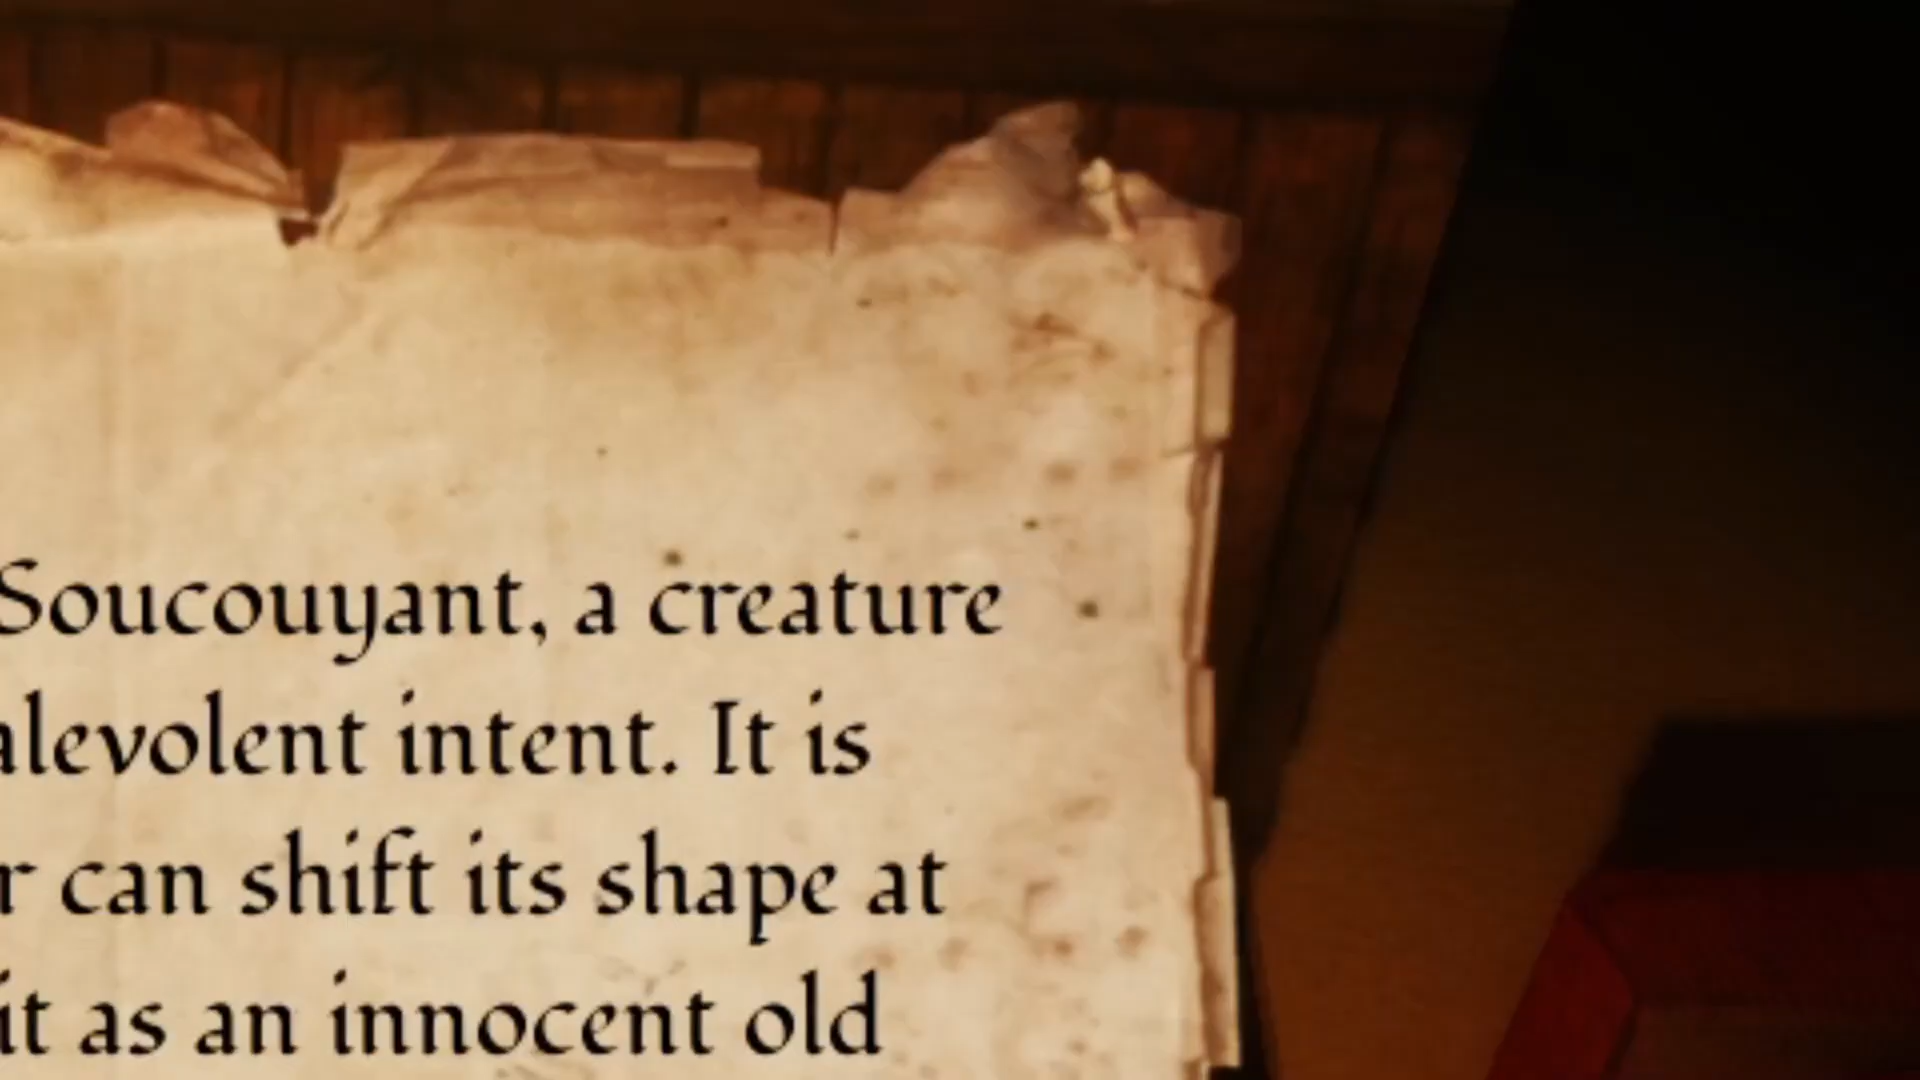 Soucouyant, a creature
alevolent intent. It is
r can shift its shape at
it as an innocent old